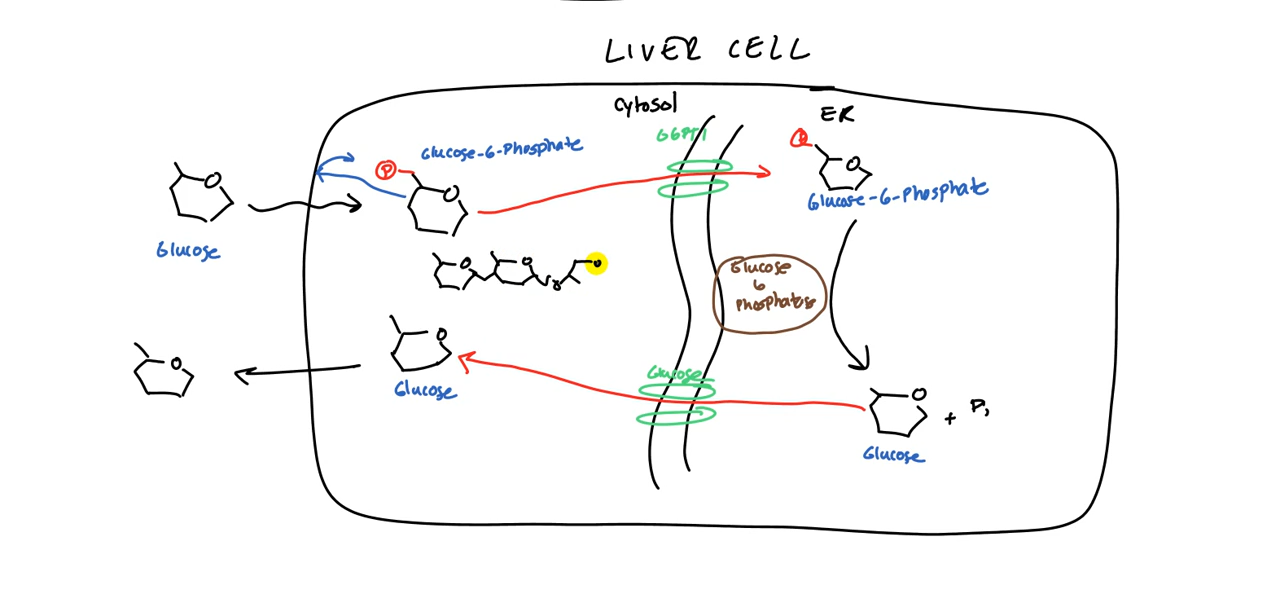 LIVER CELL
cytosol
ER
G6PT1
P
Glucose-6-Phosphate
P
O
O
O
Glucose-6-Phosphate
Glucose
O
O
Glucose
6
Phosphatase
O
O
Glucose
Glucose
O
+ Pi
Glucose